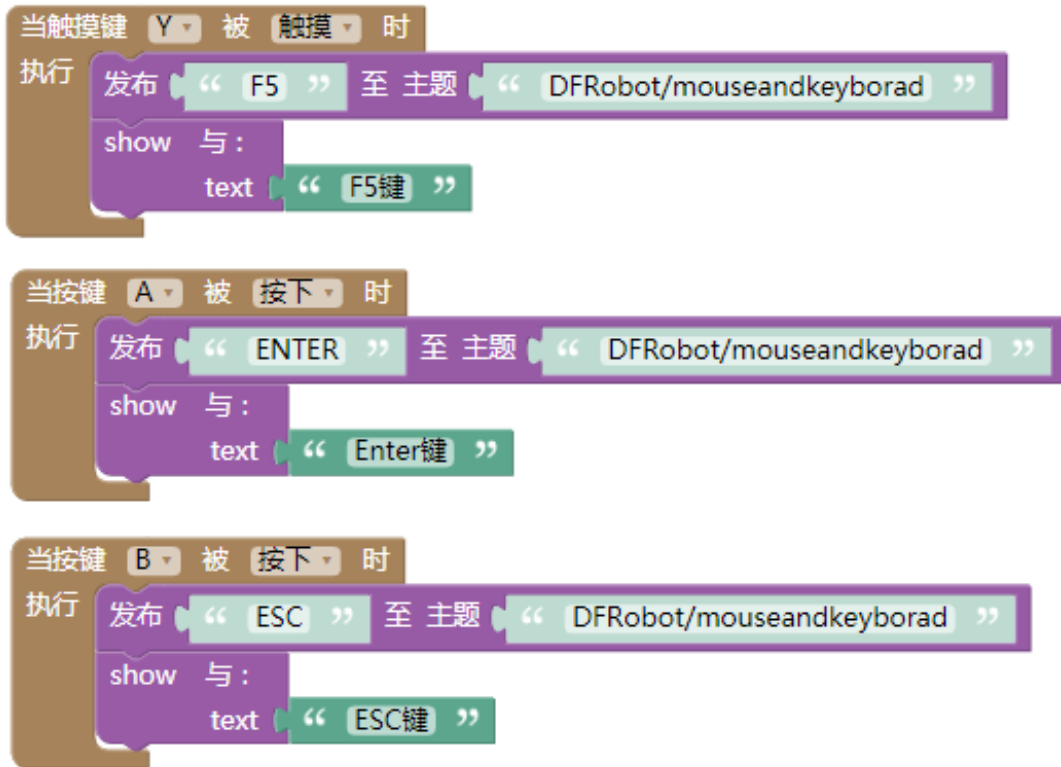 当触摸键 Y 被 触摸 时
执行 发布 “ F5 ” 至 主题 “ DFRobot/mouseandkeyborad ”
show 与 :
text “ F5键 ”
当按键 A 被 按下 时
执行 发布 “ ENTER ” 至 主题 “ DFRobot/mouseandkeyborad ”
show 与 :
text “ Enter键 ”
当按键 B 被 按下 时
执行 发布 “ ESC ” 至 主题 “ DFRobot/mouseandkeyborad ”
show 与 :
text “ ESC键 ”